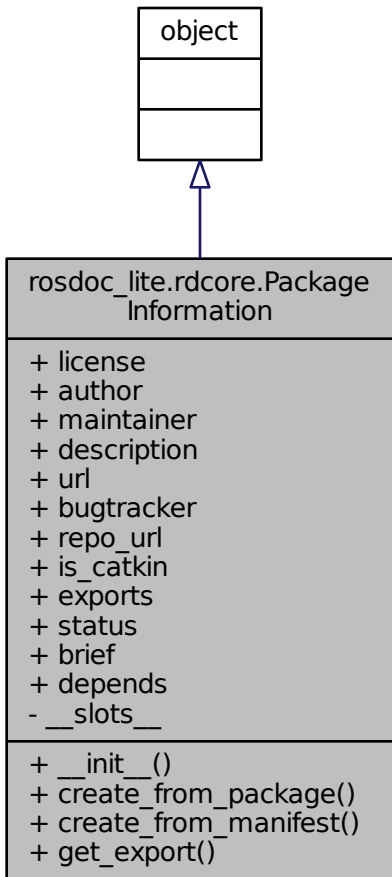 object
rosdoc_lite.rdcore.Package
Information
+ license
+ author
+ maintainer
+ description
+ url
+ bugtracker
+ repo_url
+ is_catkin
+ exports
+ status
+ brief
+ depends
- __slots__
+ __init__()
+ create_from_package()
+ create_from_manifest()
+ get_export()